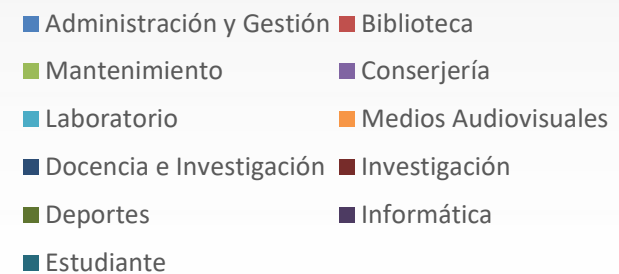 Administración y Gestión Biblioteca
Mantenimiento Conserjería
Laboratorio Medios Audiovisuales
Docencia e Investigación Investigación
Deportes Informática
Estudiante